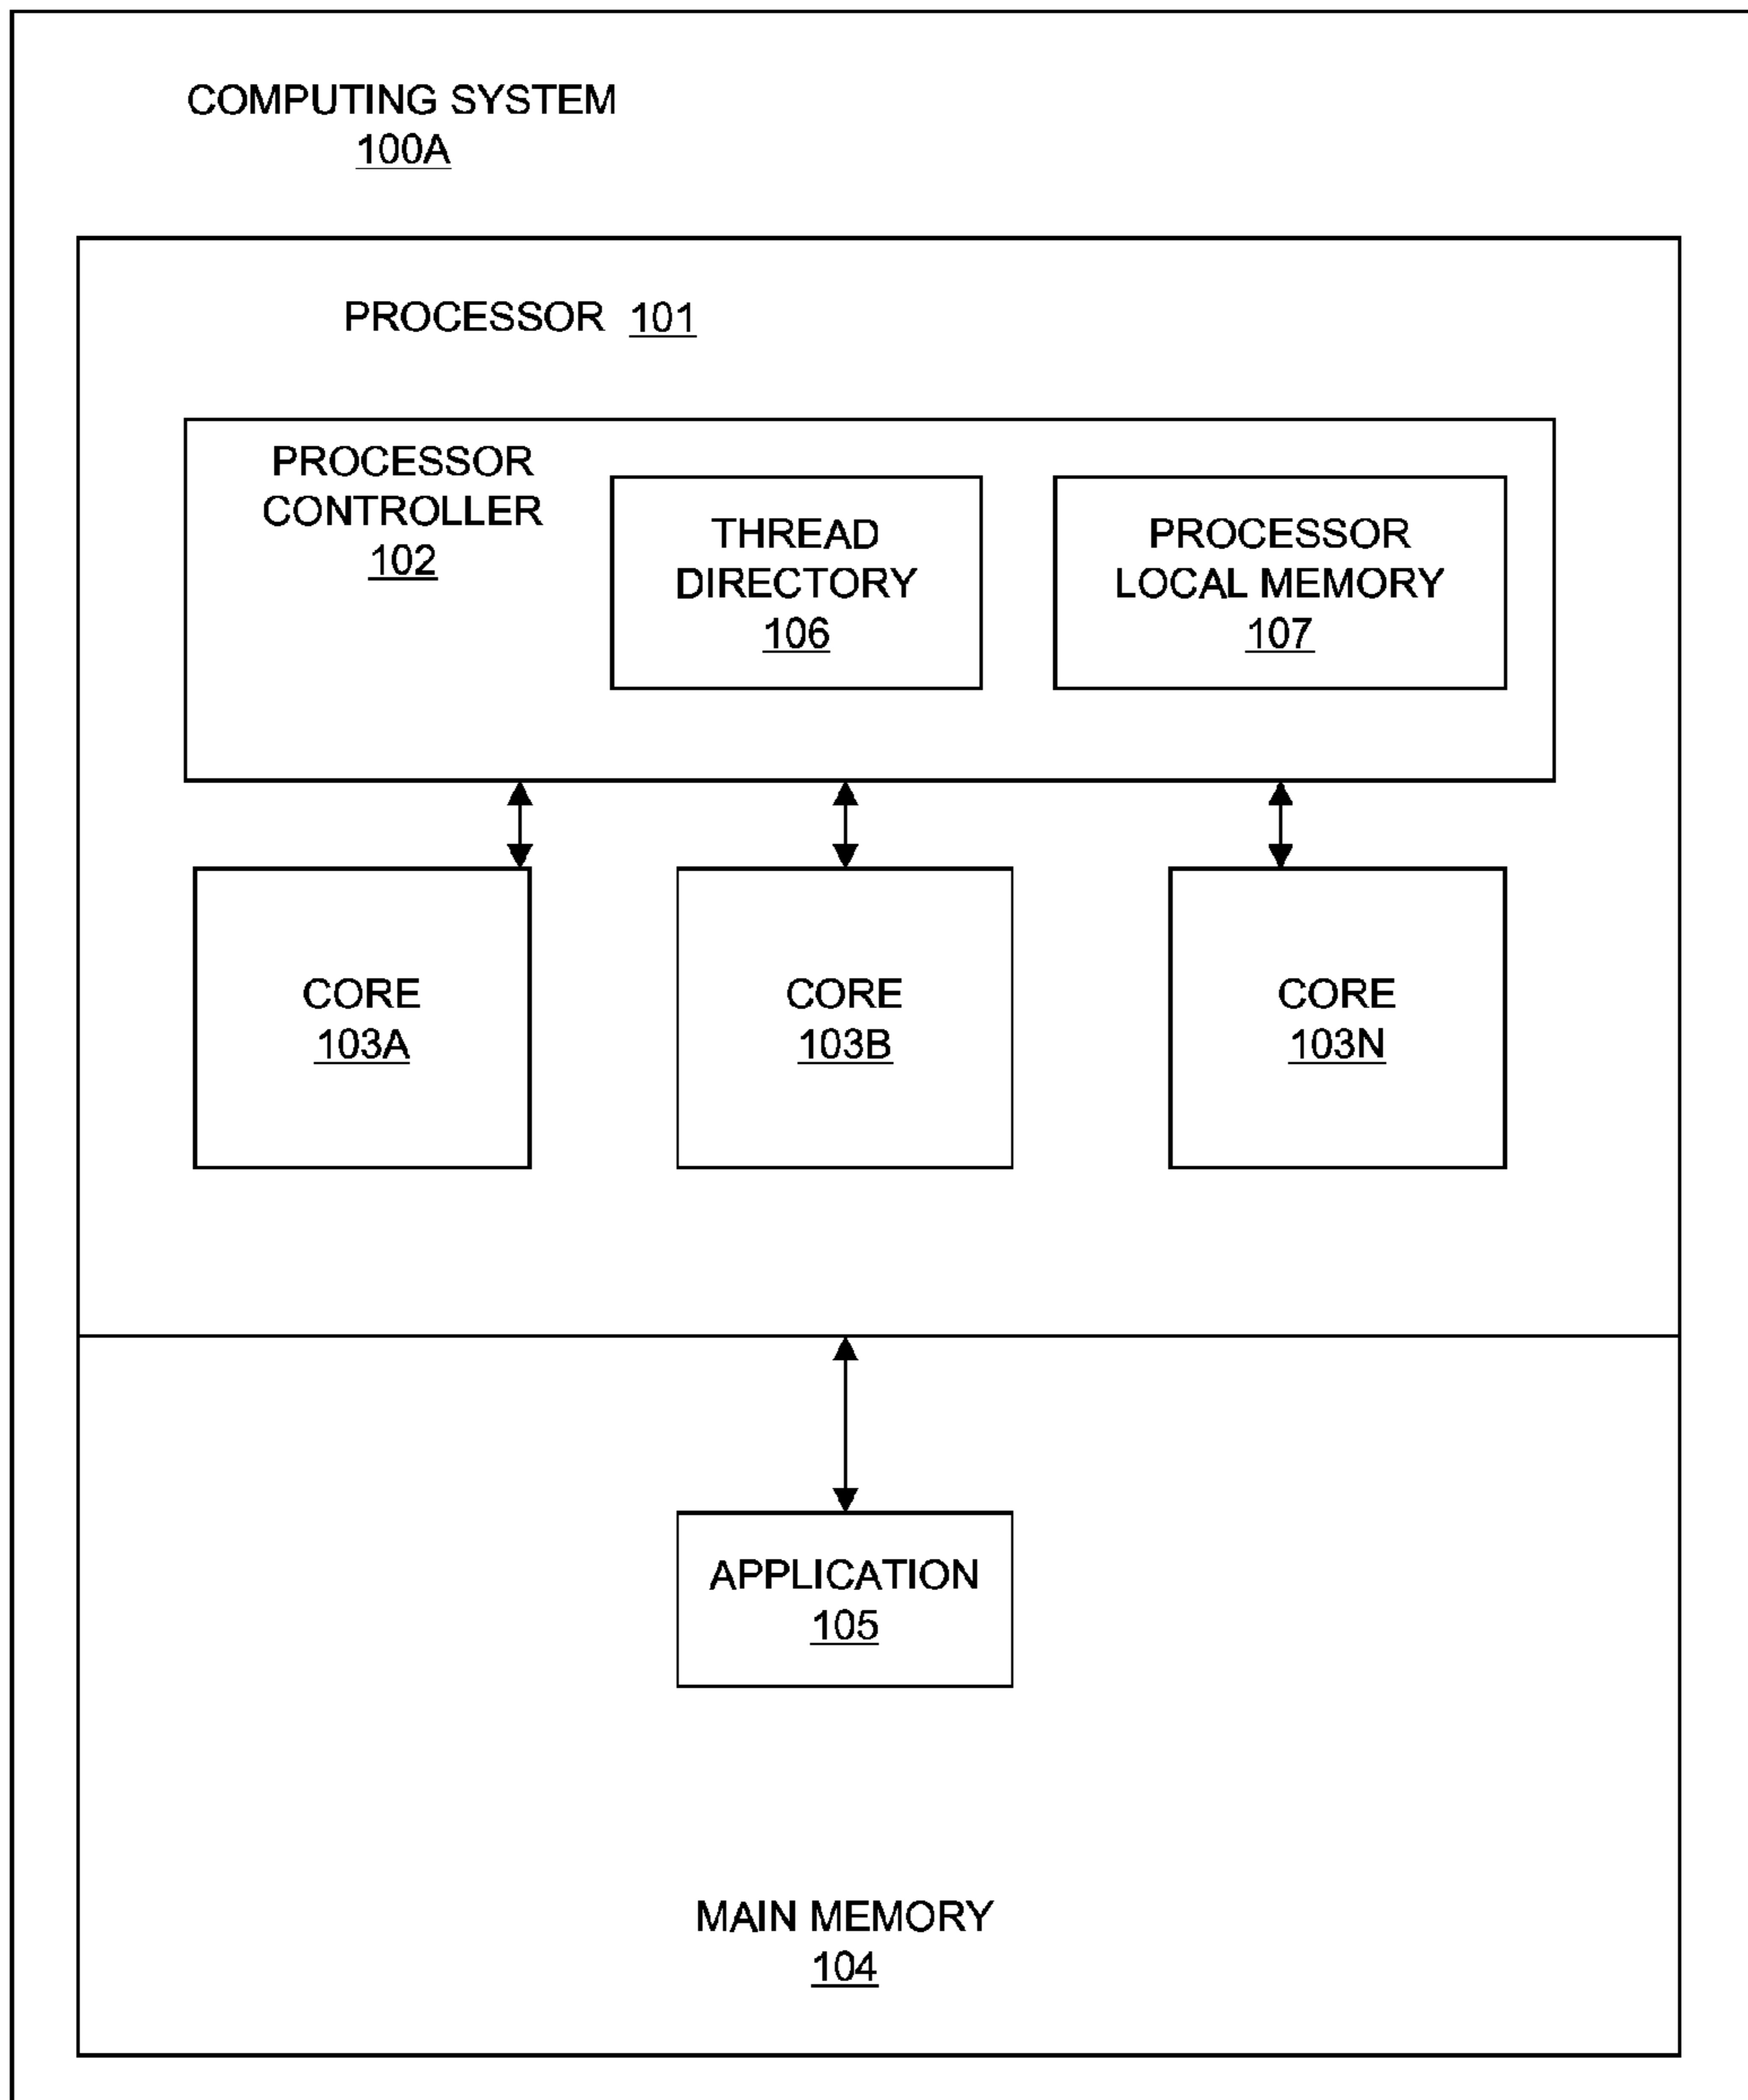 COMPUTING SYSTEM
100A
PROCESSOR 101
PROCESSOR
CONTROLLER
102
THREAD
DIRECTORY
106
PROCESSOR
LOCAL MEMORY
107
CORE
103A
CORE
103B
CORE
103N
APPLICATION
105
MAIN MEMORY
104